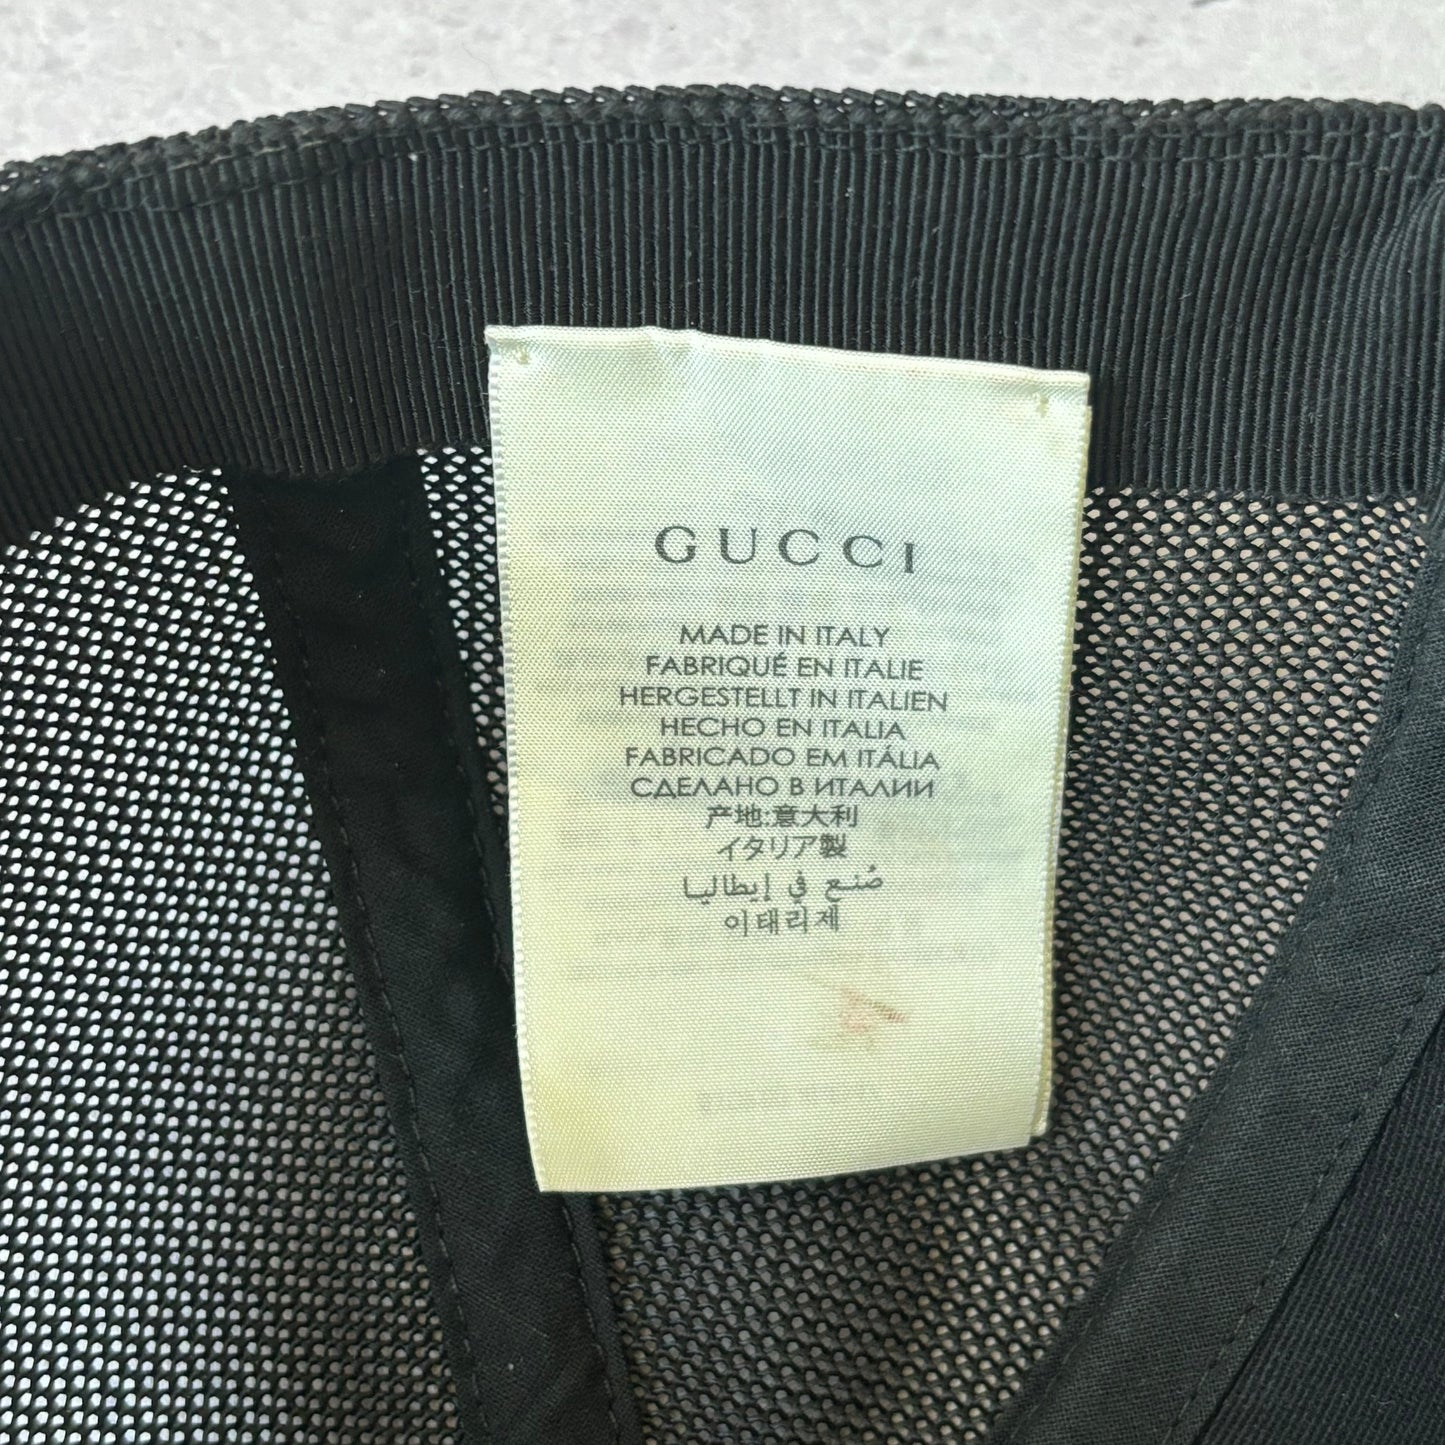 GUCCI
MADE IN ITALY
FABRIQUÉ EN ITALIE
HERGESTELLT IN ITALIEN
HECHO EN ITALIA
FABRICADO EM ITÁLIA
СДЕЛАНО В ИТАЛИИ
产地:意大利
イタリア製
صُنع في إيطاليا
이태리제